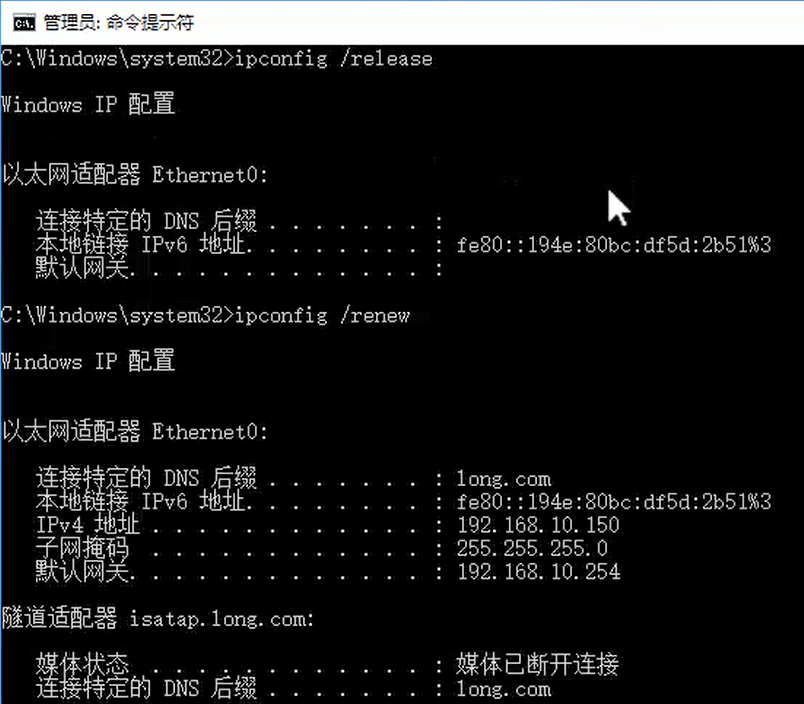 管理员: 命令提示符
C:\Windows\system32>ipconfig /release
Windows IP 配置
以太网适配器 Ethernet0:
连接特定的 DNS 后缀 . . . . . . . :
本地链接 IPv6 地址. . . . . . . . : fe80::194e:80bc:df5d:2b51%3
默认网关. . . . . . . . . . . . . :
C:\Windows\system32>ipconfig /renew
Windows IP 配置
以太网适配器 Ethernet0:
连接特定的 DNS 后缀 . . . . . . . : long.com
本地链接 IPv6 地址. . . . . . . . : fe80::194e:80bc:df5d:2b51%3
IPv4 地址 . . . . . . . . . . . . : 192.168.10.150
子网掩码  . . . . . . . . . . . . : 255.255.255.0
默认网关. . . . . . . . . . . . . : 192.168.10.254
隧道适配器 isatap.long.com:
媒体状态  . . . . . . . . . . . . : 媒体已断开连接
连接特定的 DNS 后缀 . . . . . . . : long.com